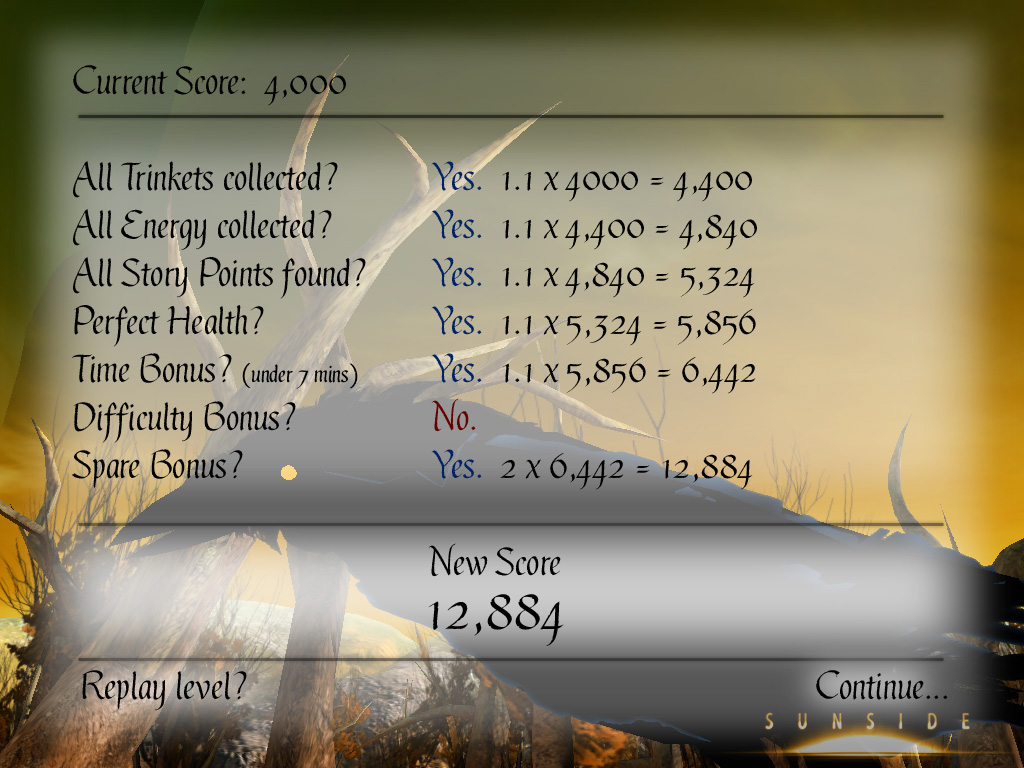 Current Score: 4,000
All Trinkets collected? Yes. 1.1 x 4000 = 4,400
All Energy collected? Yes. 1.1 x 4,400 = 4,840
All Story Points found? Yes. 1.1 x 4,840 = 5,324
Perfect Health? Yes. 1.1 x 5,324 = 5,856
Time Bonus? (under 7 mins) Yes. 1.1 x 5,856 = 6,442
Difficulty Bonus? No.
Spare Bonus? Yes. 2 x 6,442 = 12,884
New Score
12,884
Replay level? Continue...
SUNSIDE